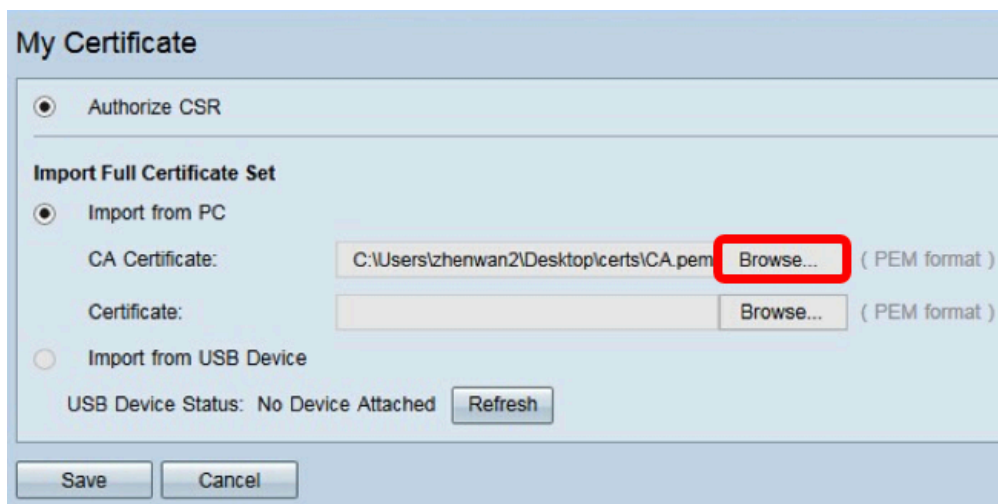 My Certificate
Authorize CSR
Import Full Certificate Set
Import from PC
CA Certificate: C:\Users\zhenwan2\Desktop\certs\CA.pem Browse... ( PEM format )
Certificate: Browse... ( PEM format )
Import from USB Device
USB Device Status: No Device Attached Refresh
Save Cancel